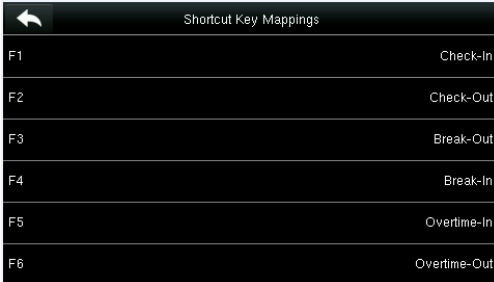 Shortcut Key Mappings
F1 Check-In
F2 Check-Out
F3 Break-Out
F4 Break-In
F5 Overtime-In
F6 Overtime-Out